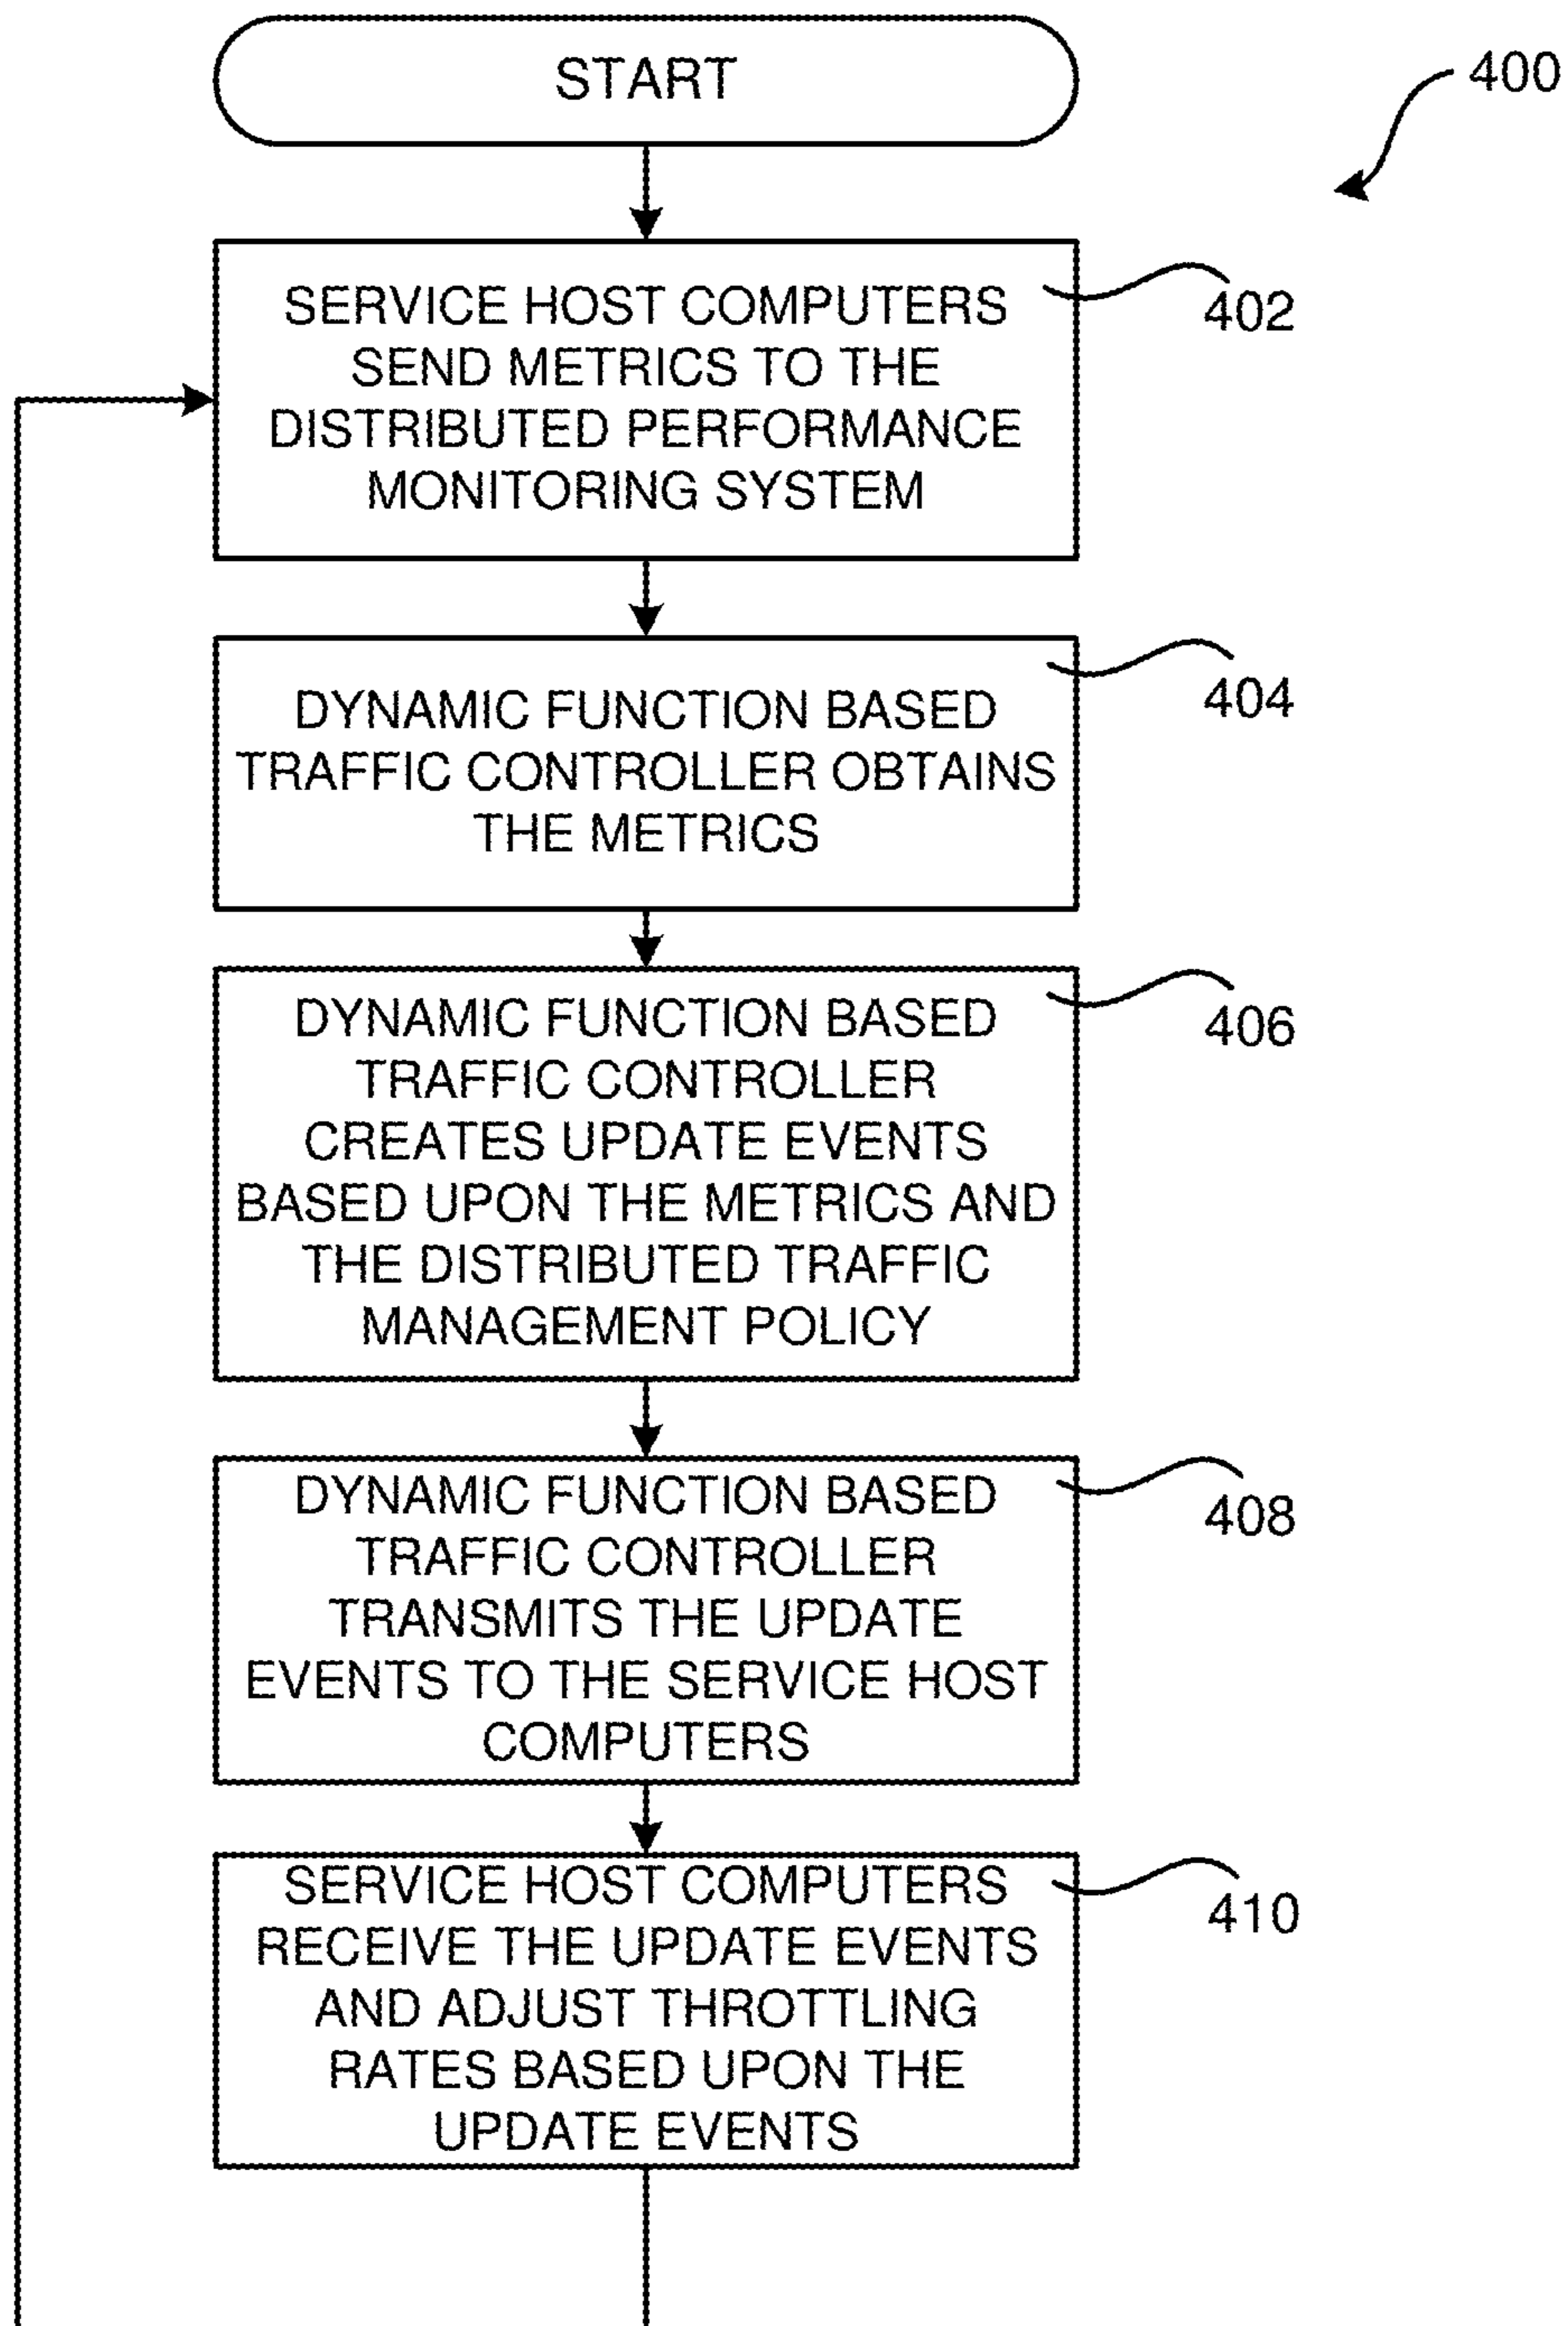 START
400
SERVICE HOST COMPUTERS
SEND METRICS TO THE
DISTRIBUTED PERFORMANCE
MONITORING SYSTEM
402
DYNAMIC FUNCTION BASED
TRAFFIC CONTROLLER OBTAINS
THE METRICS
404
DYNAMIC FUNCTION BASED
TRAFFIC CONTROLLER
CREATES UPDATE EVENTS
BASED UPON THE METRICS AND
THE DISTRIBUTED TRAFFIC
MANAGEMENT POLICY
406
DYNAMIC FUNCTION BASED
TRAFFIC CONTROLLER
TRANSMITS THE UPDATE
EVENTS TO THE SERVICE HOST
COMPUTERS
408
SERVICE HOST COMPUTERS
RECEIVE THE UPDATE EVENTS
AND ADJUST THROTTLING
RATES BASED UPON THE
UPDATE EVENTS
410